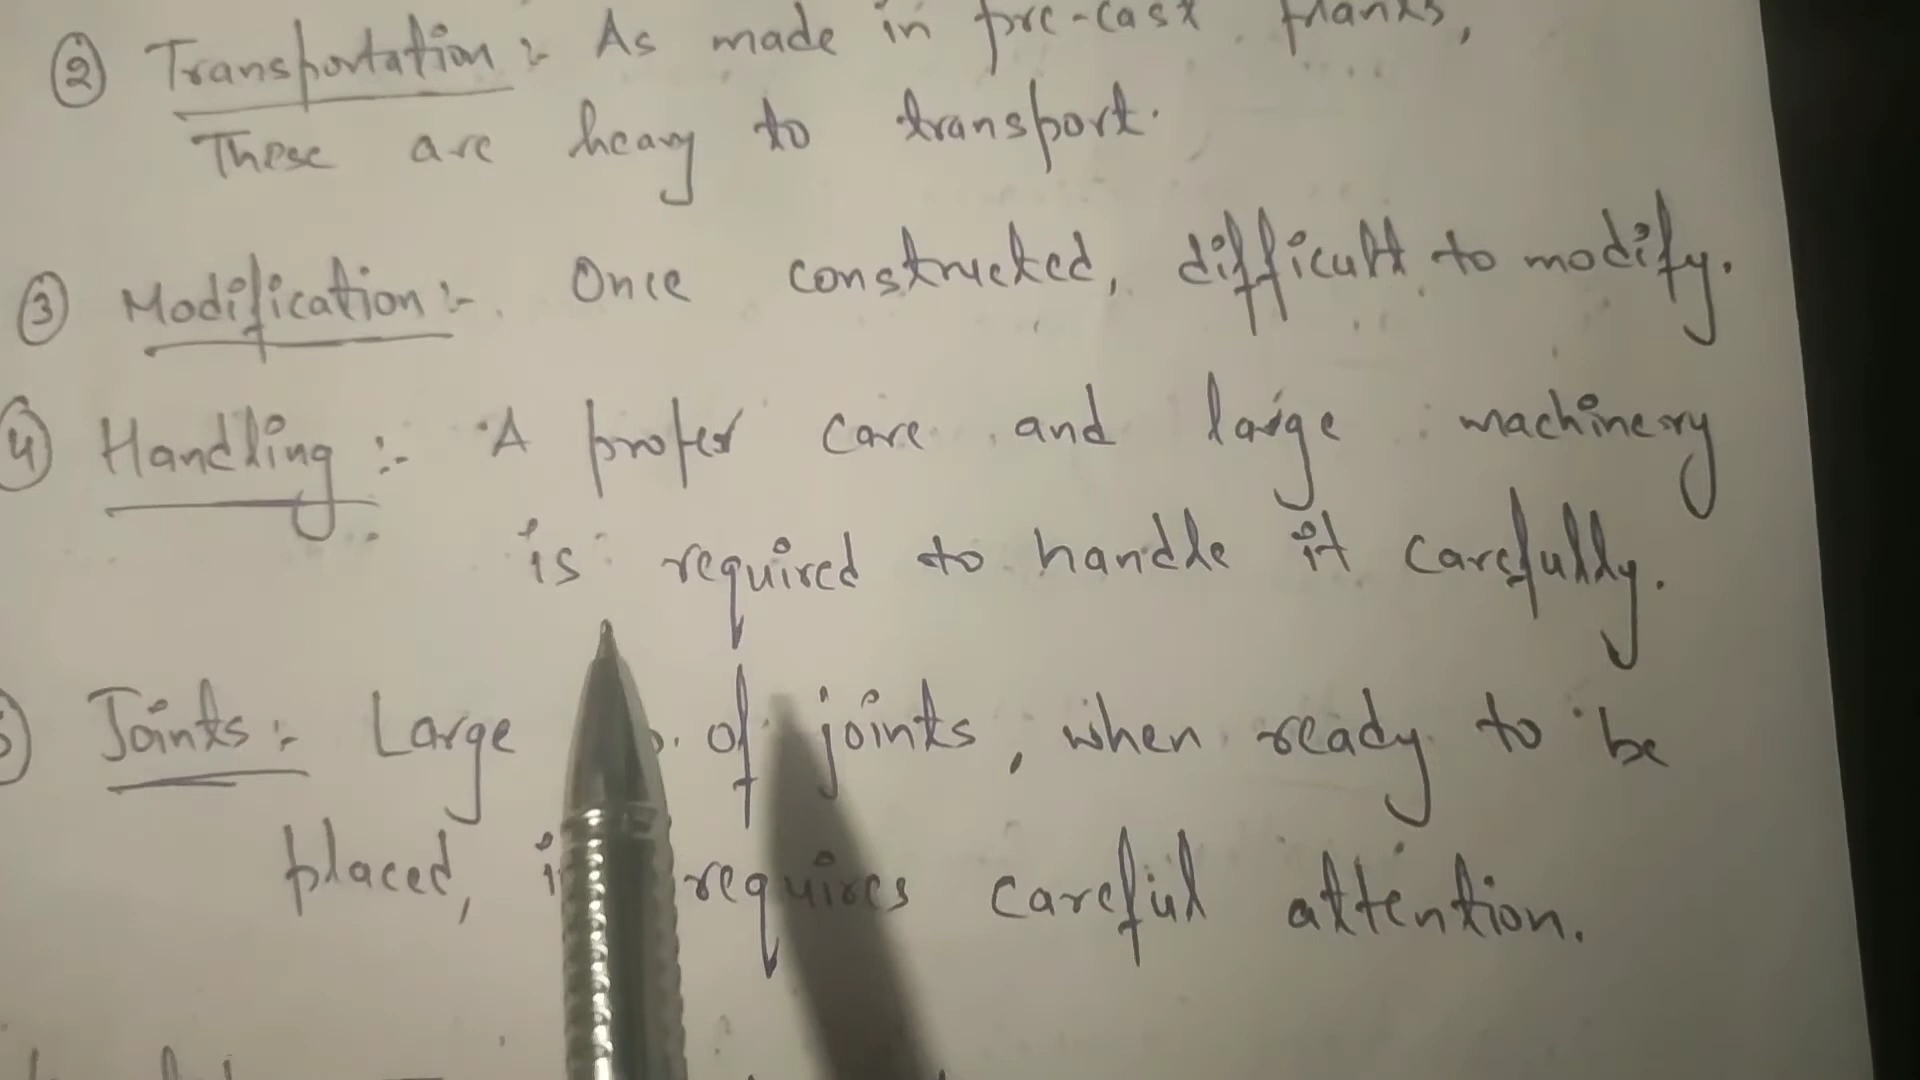 ② Transportation :- As made in pre-cast plants,
These are heavy to transport.
③ Modification :- Once constructed, difficult to modify.
④ Handling :- A proper care and large machinery
is required to handle it carefully.
Joints :- Large of joints, when ready to be
placed, requires careful attention.